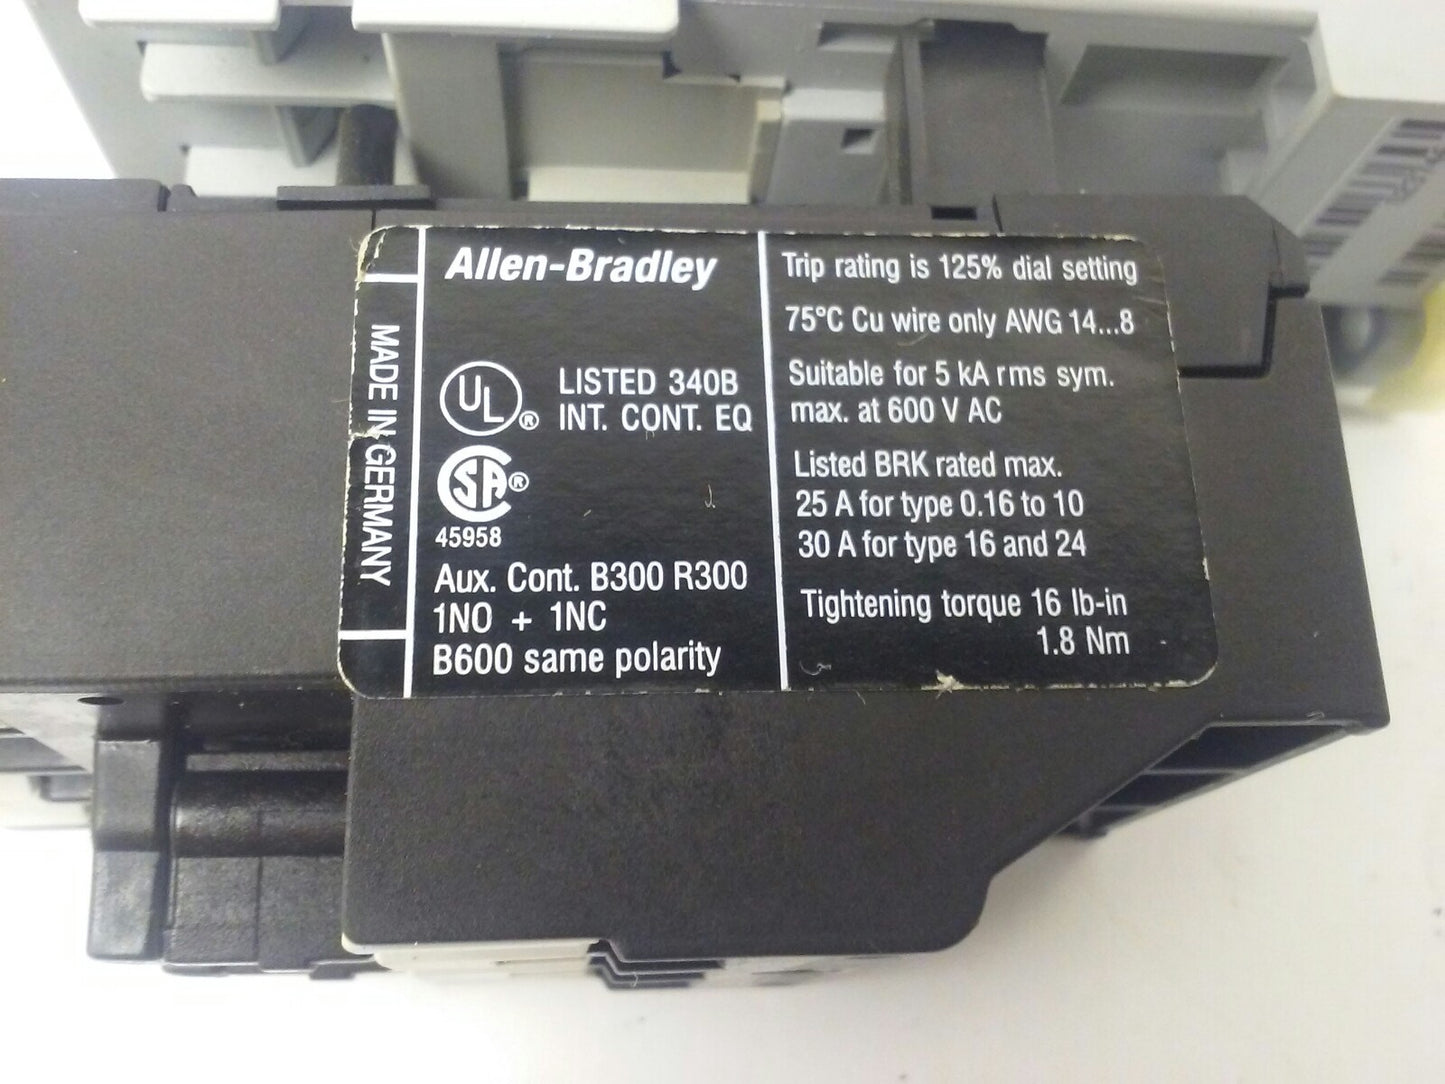 MADE IN GERMANY
Allen-Bradley
UL ®
LISTED 340B
INT. CONT. EQ
SA ®
45958
Aux. Cont. B300 R300
1NO + 1NC
B600 same polarity
Trip rating is 125% dial setting
75°C Cu wire only AWG 14...8
Suitable for 5 kA rms sym.
max. at 600 V AC
Listed BRK rated max.
25 A for type 0.16 to 10
30 A for type 16 and 24
Tightening torque 16 lb-in
1.8 Nm